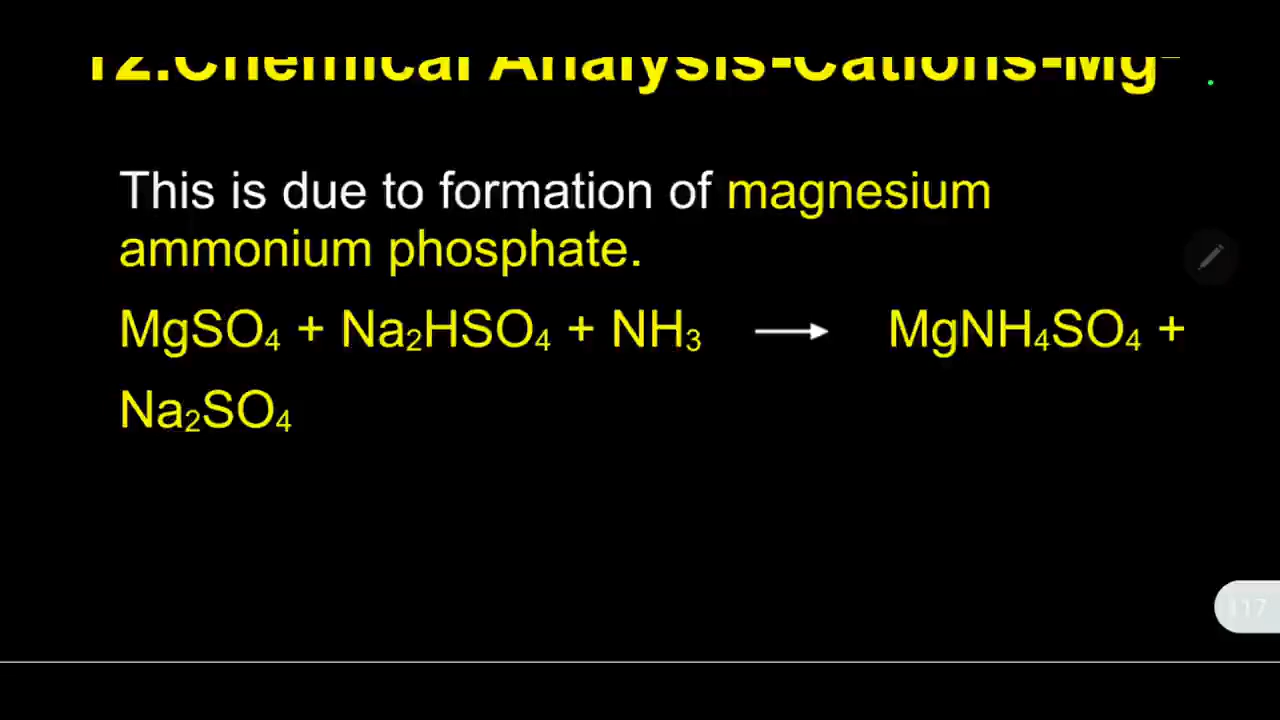 12.Chemical Analysis-Cations-Mg
This is due to formation of magnesium
ammonium phosphate.
MgSO₄ + Na₂HSO₄ + NH₃ ⟶ MgNH₄SO₄ +
Na₂SO₄
117